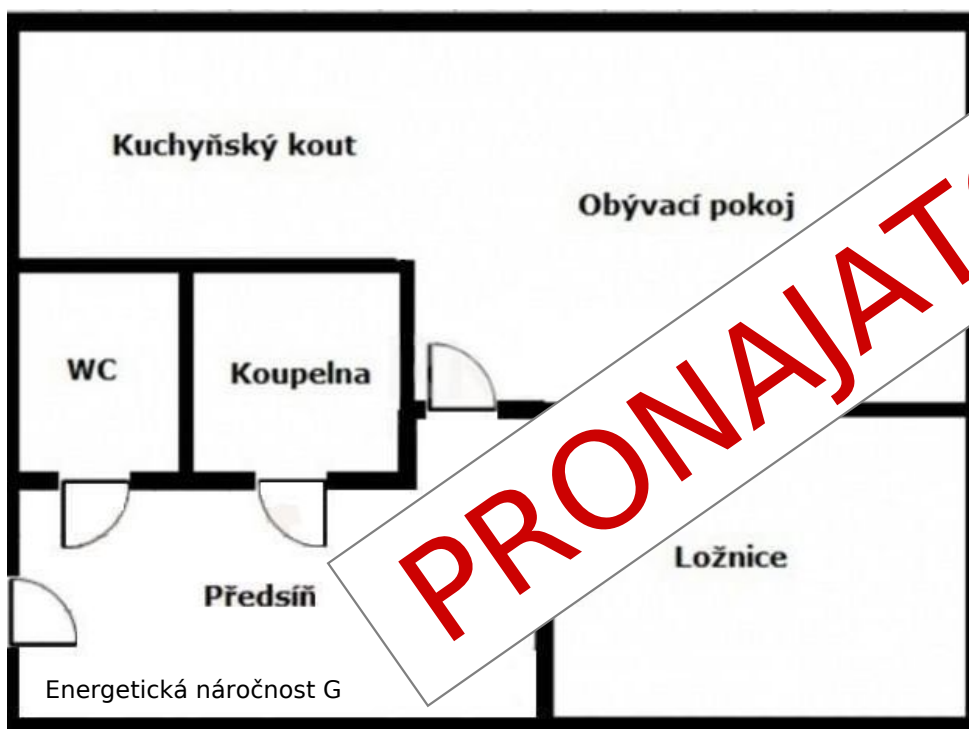 Kuchyňský kout
Obývací pokoj
WC
Koupelna
PRONAJAT
Ložnice
Předsíň
Energetická náročnost G